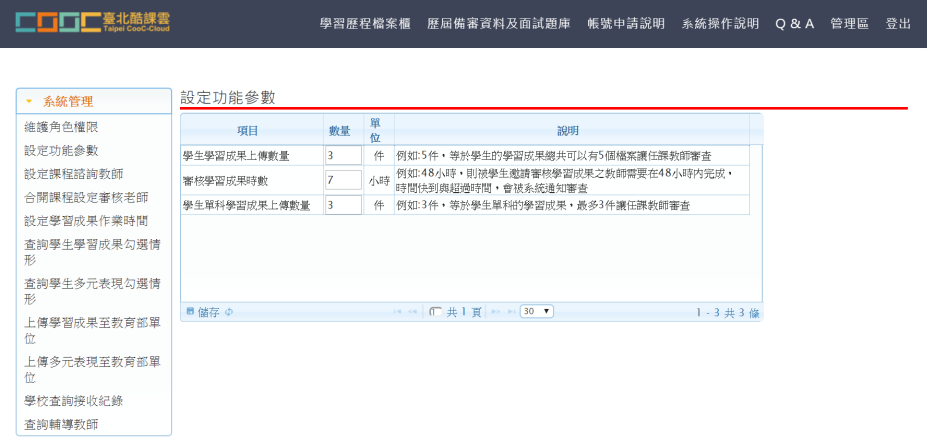 COOC 臺北酷課雲
Taipei CooC-Cloud
學習歷程檔案櫃 歷屆備審資料及面試題庫 帳號申請說明 系統操作說明 Q & A 管理區 登出
系統管理
維護角色權限
設定功能參數
設定課程諮詢教師
合開課程設定審核老師
設定學習成果作業時間
查詢學生學習成果勾選情
形
查詢學生多元表現勾選情
形
上傳學習成果至教育部單
位
上傳多元表現至教育部單
位
學校查詢接收紀錄
查詢輔導教師
設定功能參數
項目 數量 單位 說明
學生學習成果上傳數量 3 件 例如:5件，等於學生的學習成果總共可以有5個檔案讓任課教師審查
審核學習成果時數 7 小時 例如:48小時，則被學生邀請審核學習成果之教師需要在48小時內完成，
時間快到與超過時間，會被系統通知審查
學生單科學習成果上傳數量 3 件 例如:3件，等於學生單科的學習成果，最多3件讓任課教師審查
儲存 共 1 頁 30 1 - 3 共 3 條